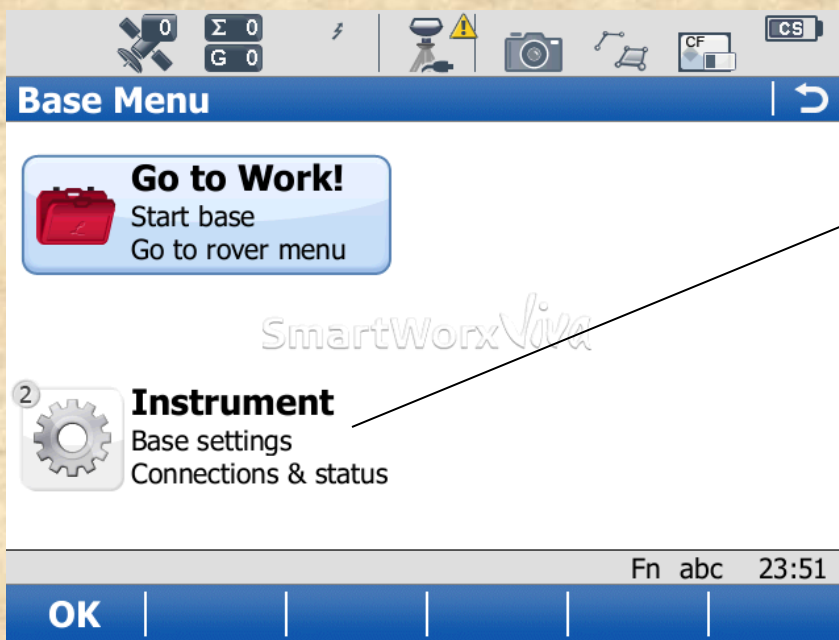 0
Σ 0
G 0
CF
CS
Base Menu
Go to Work!
Start base
Go to rover menu
SmartWorx Viva
2
Instrument
Base settings
Connections & status
Fn abc 23:51
OK